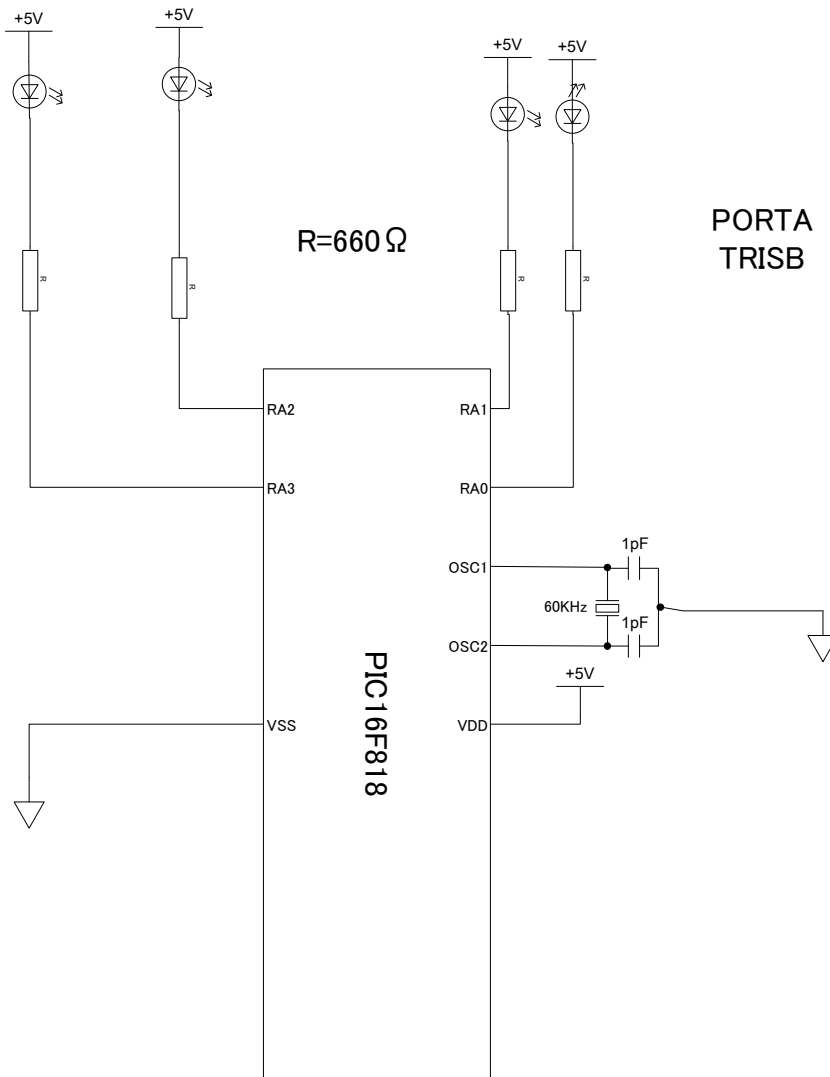 +5V
+5V
+5V
+5V
R=660Ω
PORTA
TRISB
R
R
R
R
RA2
RA1
RA3
RA0
OSC1
1pF
60KHz
OSC2
1pF
+5V
PIC16F818
VSS
VDD